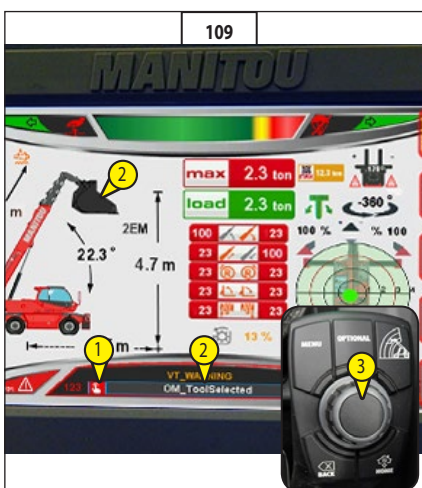 109
MANITOU
max 2.3 ton 12.3 ton
load 2.3 ton -360°
m
2
2EM
100 23
100 % % 100
22.3°
4.7 m
23 100
23 23
23 23
23 23
MANITOU
13 %
m
1
2
VT_WARNING
123
OM_ToolSelected
MENU
OPTIONAL
3
BACK
HOME